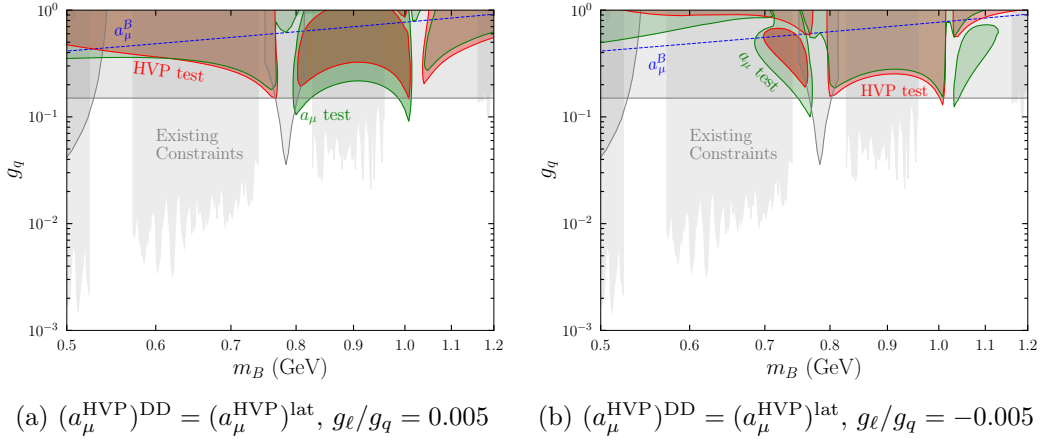 10⁰
10⁻¹
10⁻²
10⁻³
g_q
a_μ^B
HVP test
a_μ test
Existing
Constraints
0.5 0.6 0.7 0.8 0.9 1.0 1.1 1.2
m_B (GeV)
(a) (a_μ^HVP)^DD = (a_μ^HVP)^lat, g_ℓ/g_q = 0.005
10⁰
10⁻¹
10⁻²
10⁻³
g_q
a_μ^B
a_μ test
HVP test
Existing
Constraints
0.5 0.6 0.7 0.8 0.9 1.0 1.1 1.2
m_B (GeV)
(b) (a_μ^HVP)^DD = (a_μ^HVP)^lat, g_ℓ/g_q = −0.005